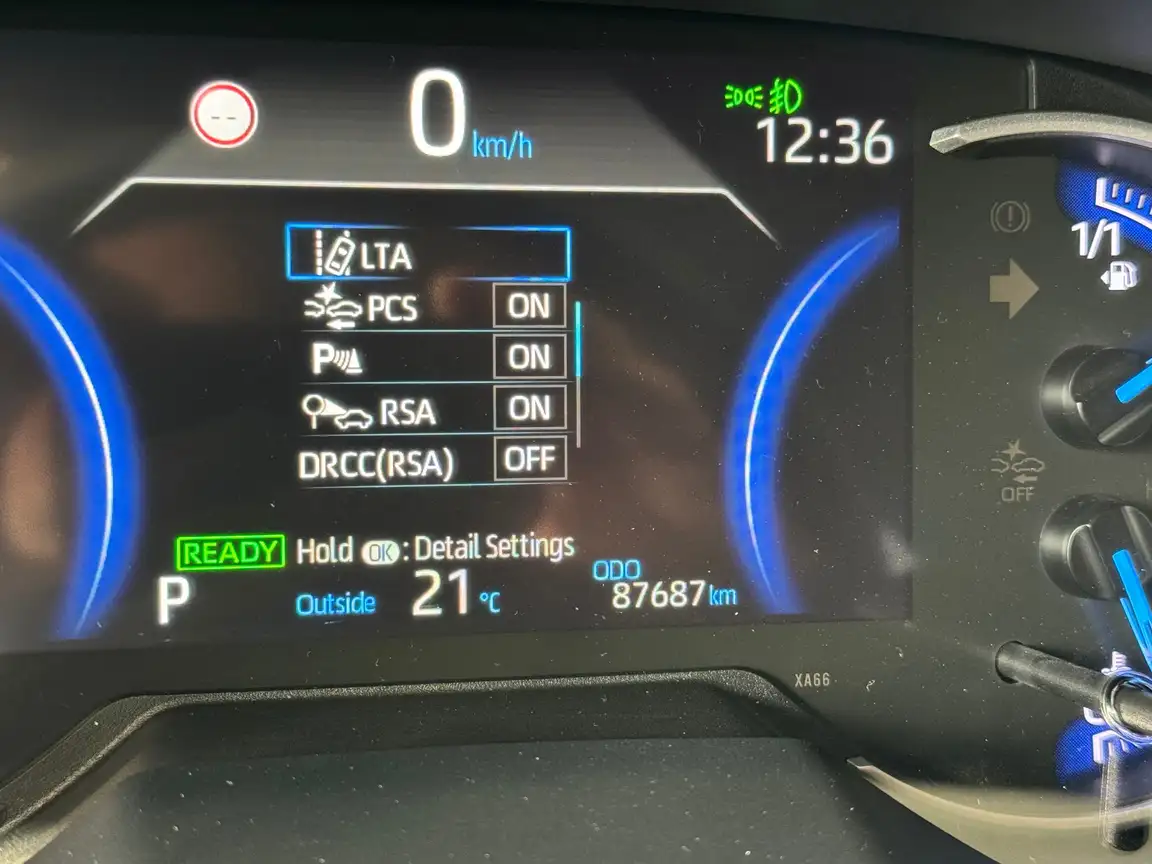 0 km/h
12:36
LTA
PCS ON
P ON
RSA ON
DRCC(RSA) OFF
READY Hold OK : Detail Settings
P
Outside 21 °C
ODO
87687 km
1/1
OFF
XA66